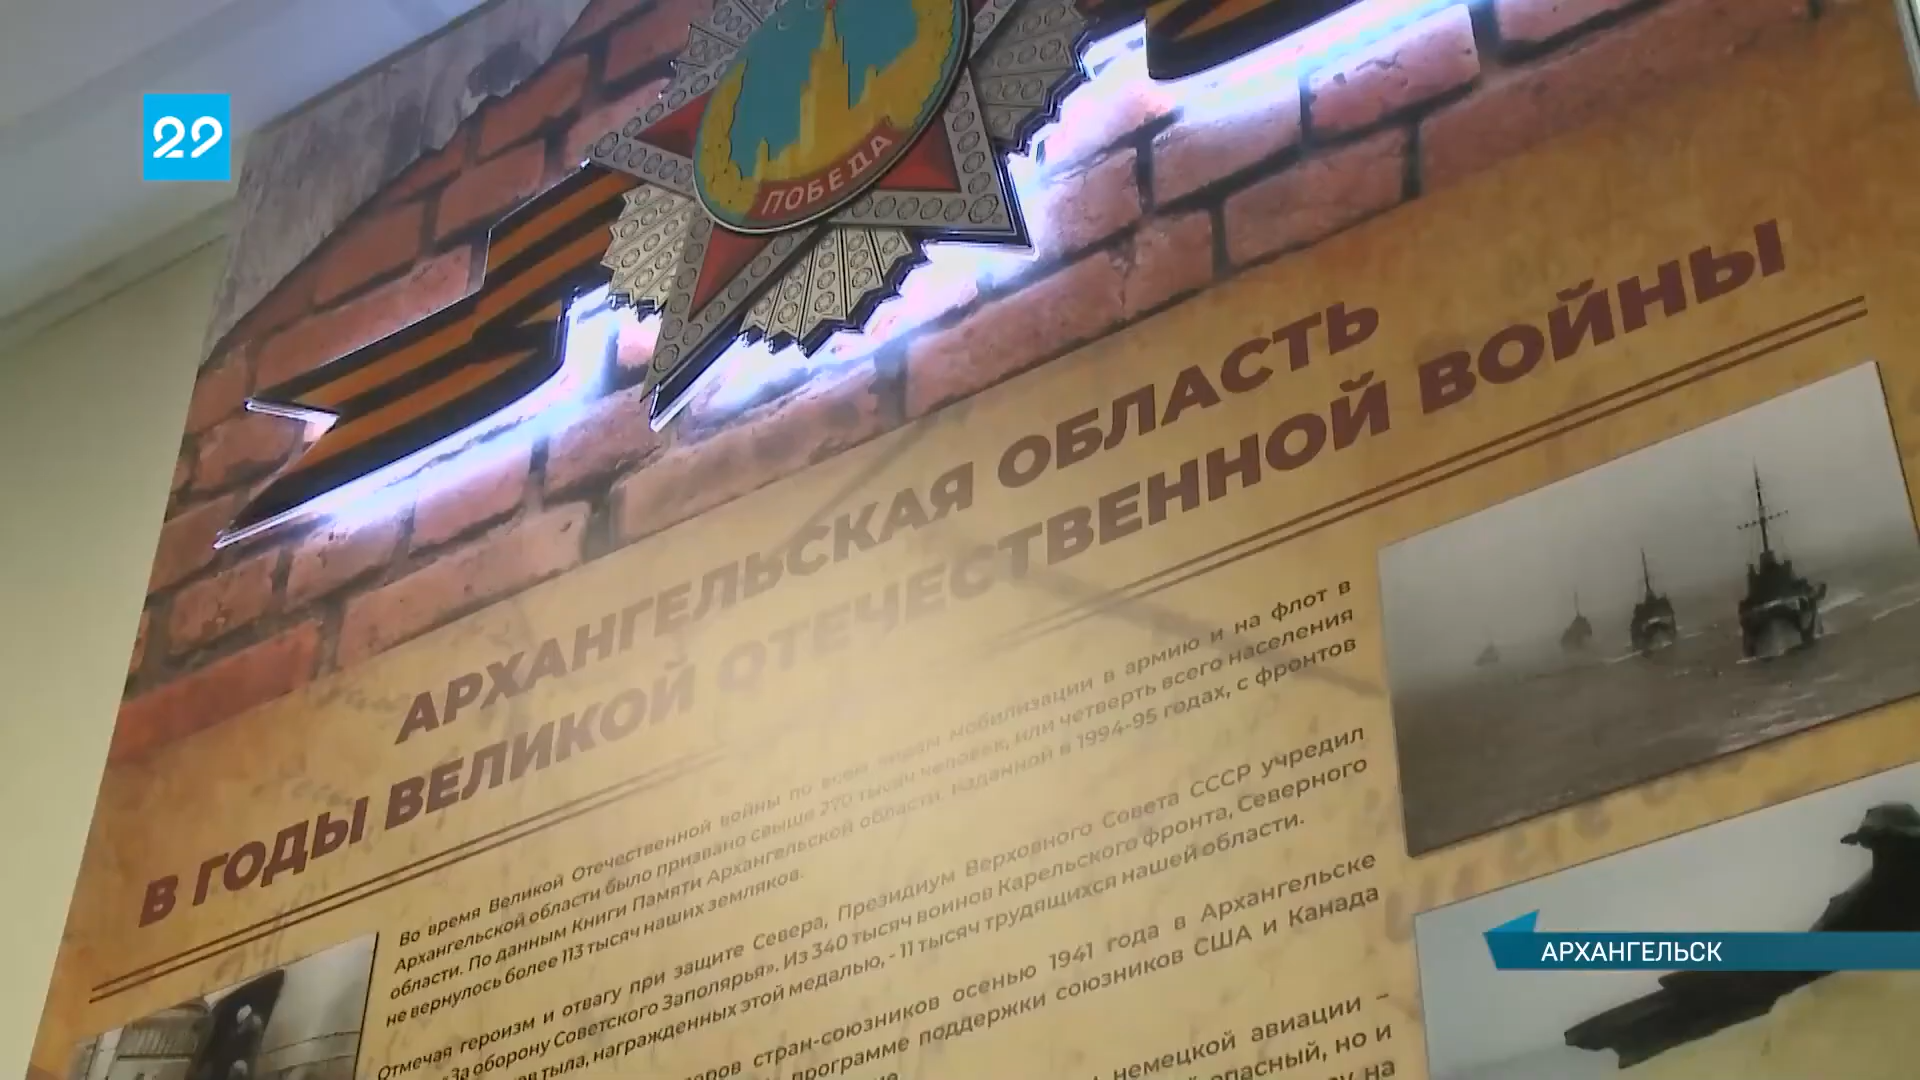 29
ПОБЕДА
АРХАНГЕЛЬСКАЯ ОБЛАСТЬ
В ГОДЫ ВЕЛИКОЙ ОТЕЧЕСТВЕННОЙ ВОЙНЫ
Во время Великой Отечественной войны по всем видам мобилизации в армию и на флот в
Архангельской области было призвано свыше 270 тысяч человек, или четверть всего населения
области. По данным Книги Памяти Архангельской области, изданной в 1994-95 годах, с фронтов
не вернулось более 113 тысяч наших земляков.
Отмечая героизм и отвагу при защите Севера, Президиум Верховного Совета СССР учредил
"За оборону Советского Заполярья». Из 340 тысяч воинов Карельского фронта, Северного
тыла, награжденных этой медалью, - 11 тысяч трудящихся нашей области.
стран-союзников осенью 1941 года в Архангельске
программе поддержки союзников США и Канада
немецкой авиации –
опасный, но и
на
АРХАНГЕЛЬСК